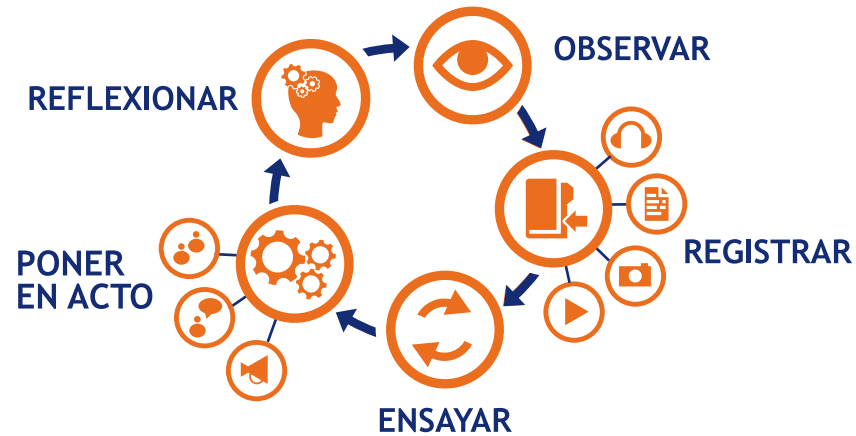 OBSERVAR
REFLEXIONAR
REGISTRAR
PONER
EN ACTO
ENSAYAR